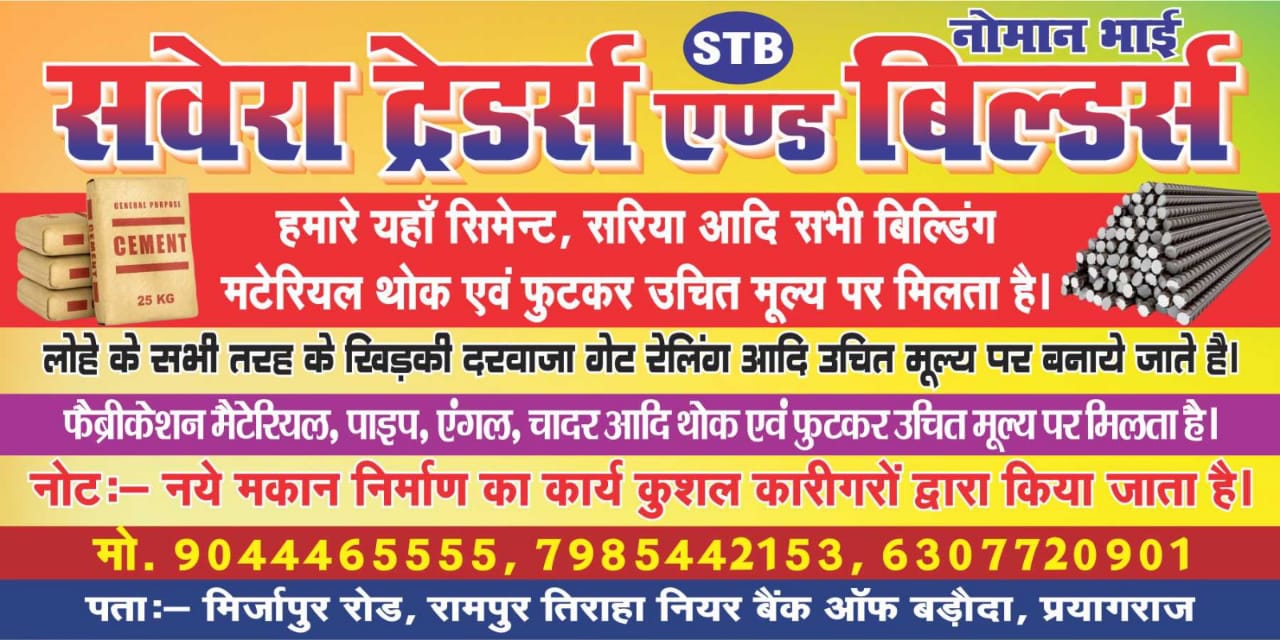 STB
नोमान भाई
सवेरा ट्रेडर्स एण्ड बिल्डर्स
हमारे यहाँ सिमेन्ट, सरिया आदि सभी बिल्डिंग
मटेरियल थोक एवं फुटकर उचित मूल्य पर मिलता है।
GENERAL PURPOSE
CEMENT
CEMENT
25 KG
लोहे के सभी तरह के खिड़की दरवाजा गेट रेलिंग आदि उचित मूल्य पर बनाये जाते है।
फैब्रीकेशन मैटेरियल, पाइप, एंगल, चादर आदि थोक एवं फुटकर उचित मूल्य पर मिलता है।
नोट:– नये मकान निर्माण का कार्य कुशल कारीगरों द्वारा किया जाता है।
मो. 9044465555, 7985442153, 6307720901
पता:– मिर्जापुर रोड, रामपुर तिराहा नियर बैंक ऑफ बड़ौदा, प्रयागराज